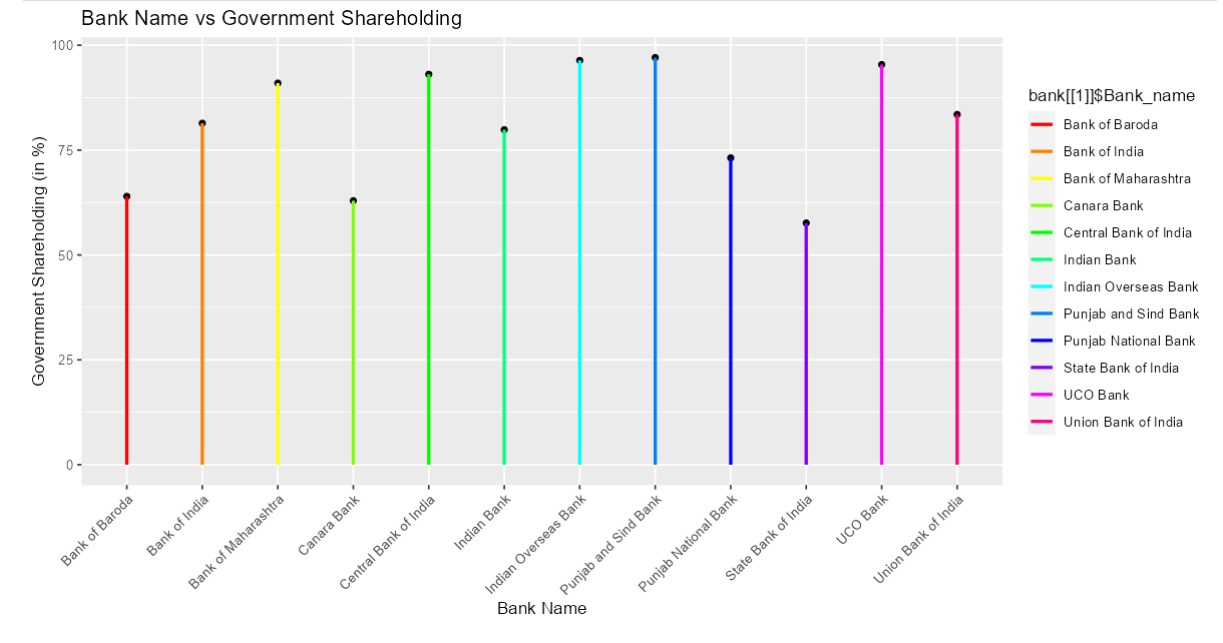 Bank Name vs Government Shareholding
100
75
50
25
0
Government Shareholding (in %)
Bank of Baroda
Bank of India
Bank of Maharashtra
Canara Bank
Central Bank of India
Indian Bank
Indian Overseas Bank
Punjab and Sind Bank
Punjab National Bank
State Bank of India
UCO Bank
Union Bank of India
Bank Name
bank[[1]]$Bank_name
Bank of Baroda
Bank of India
Bank of Maharashtra
Canara Bank
Central Bank of India
Indian Bank
Indian Overseas Bank
Punjab and Sind Bank
Punjab National Bank
State Bank of India
UCO Bank
Union Bank of India